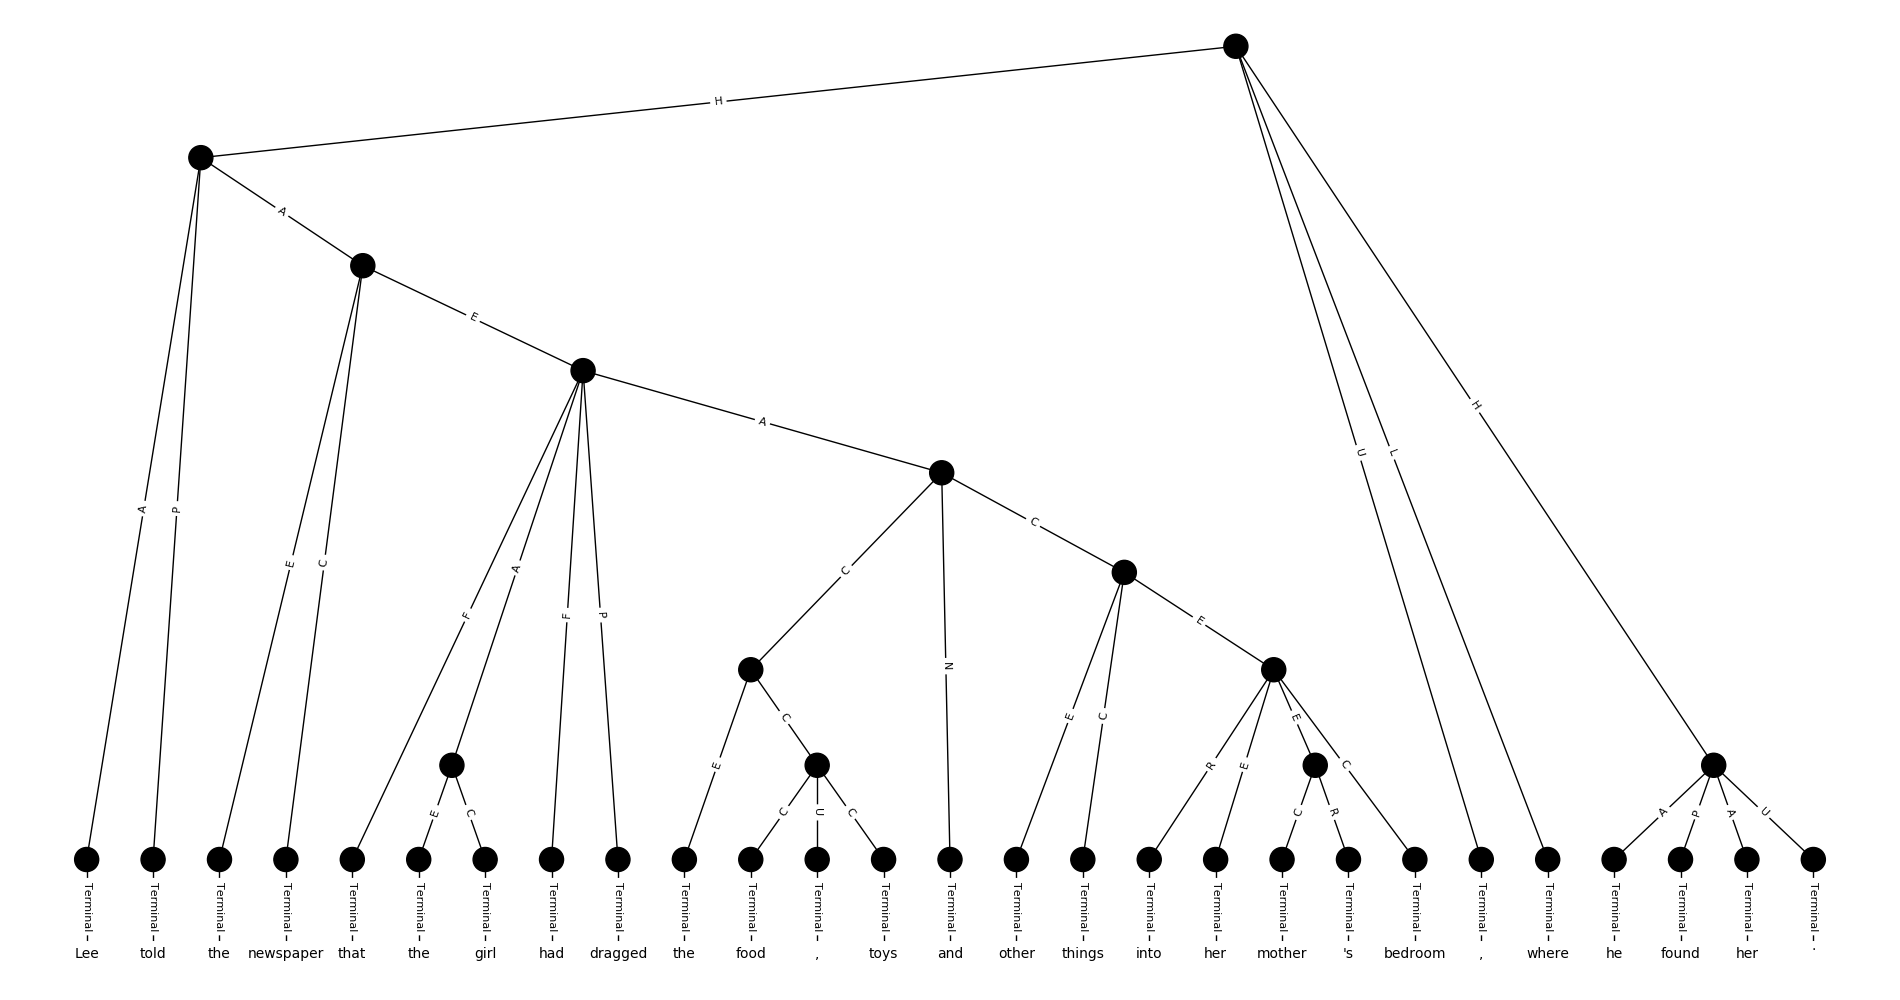 H
A
E
A
P
A
C
H
U
L
A
P
E
C
F
A
F
P
C
N
C
E
E
C
E
C
R
E
E
C
E
C
C
U
C
C
R
A
P
A
U
Terminal Terminal Terminal Terminal Terminal Terminal Terminal Terminal Terminal Terminal Terminal Terminal Terminal Terminal Terminal Terminal Terminal Terminal Terminal Terminal Terminal Terminal Terminal Terminal Terminal Terminal Terminal
Lee told the newspaper that the girl had dragged the food , toys and other things into her mother 's bedroom , where he found her .